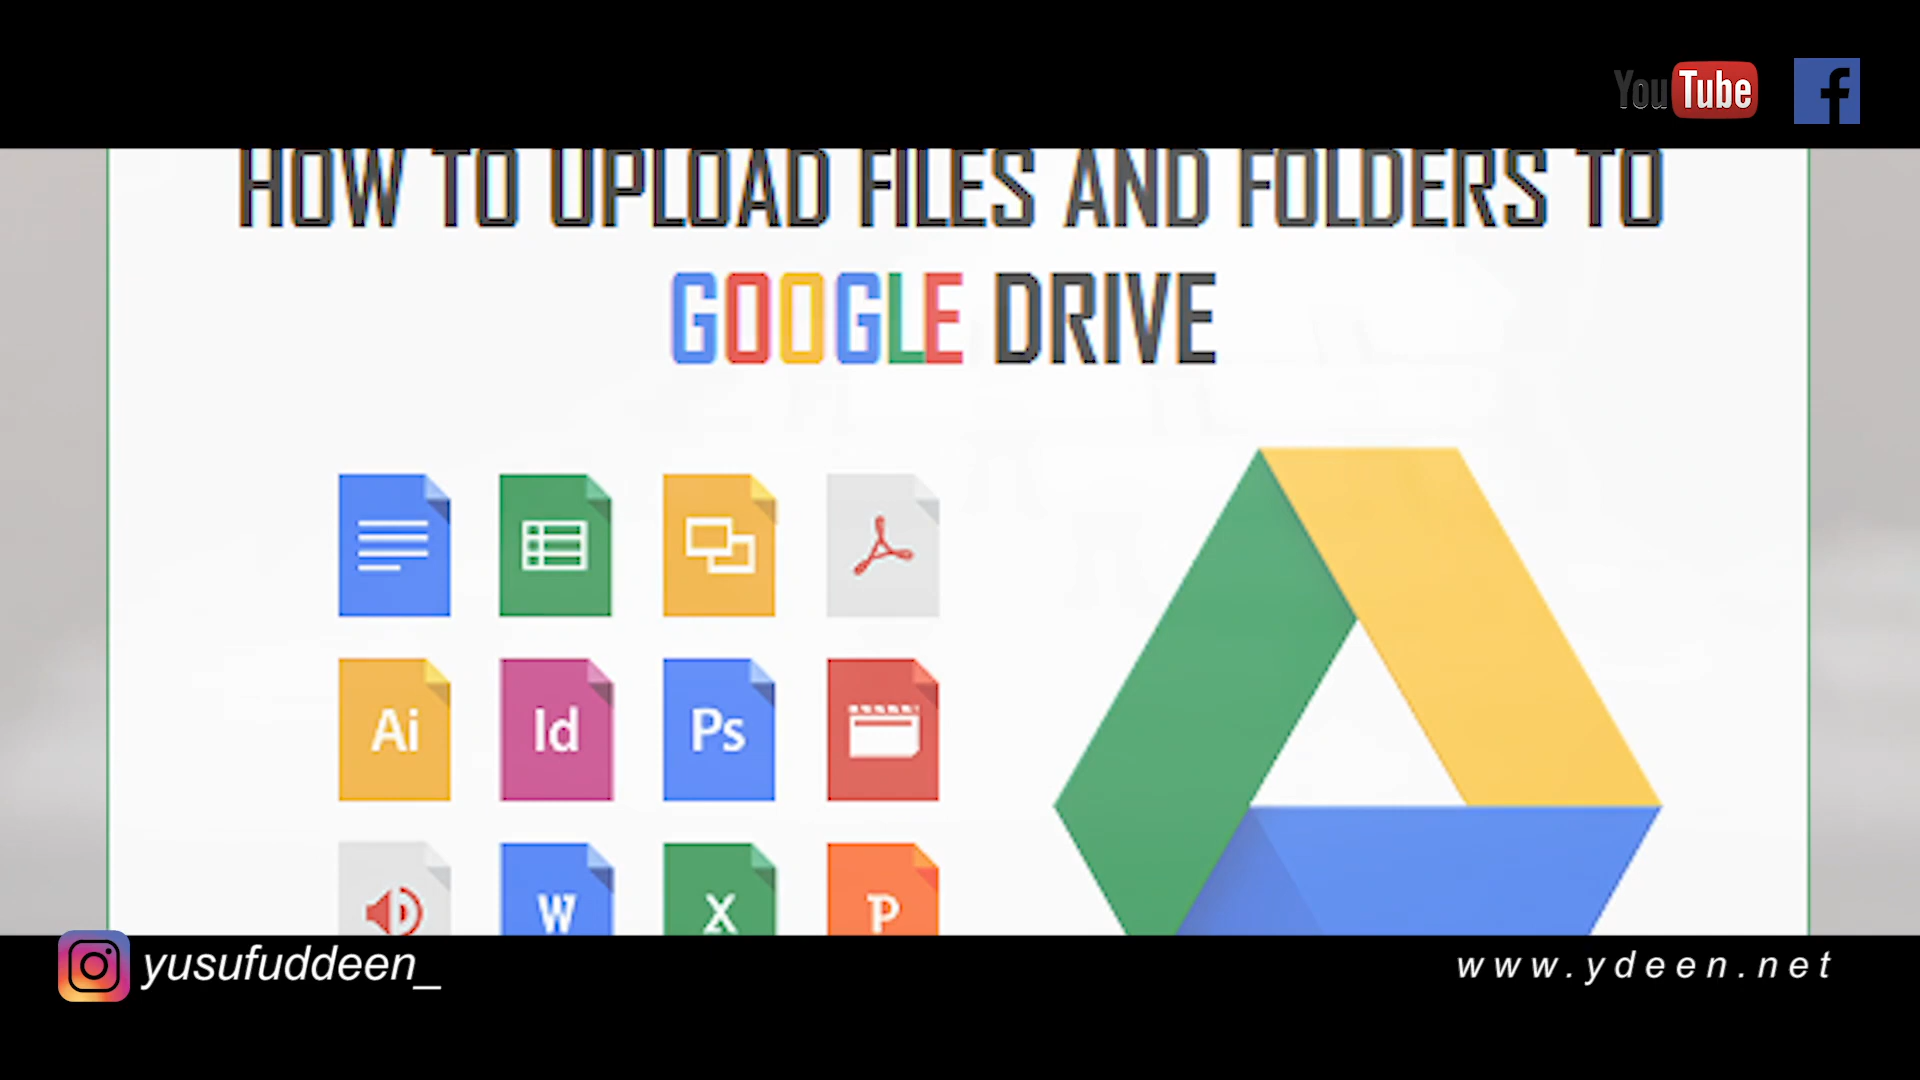 YouTube f
HOW TO UPLOAD FILES AND FOLDERS TO
GOOGLE DRIVE
Ai Id Ps
W X P
yusufuddeen_
www.ydeen.net